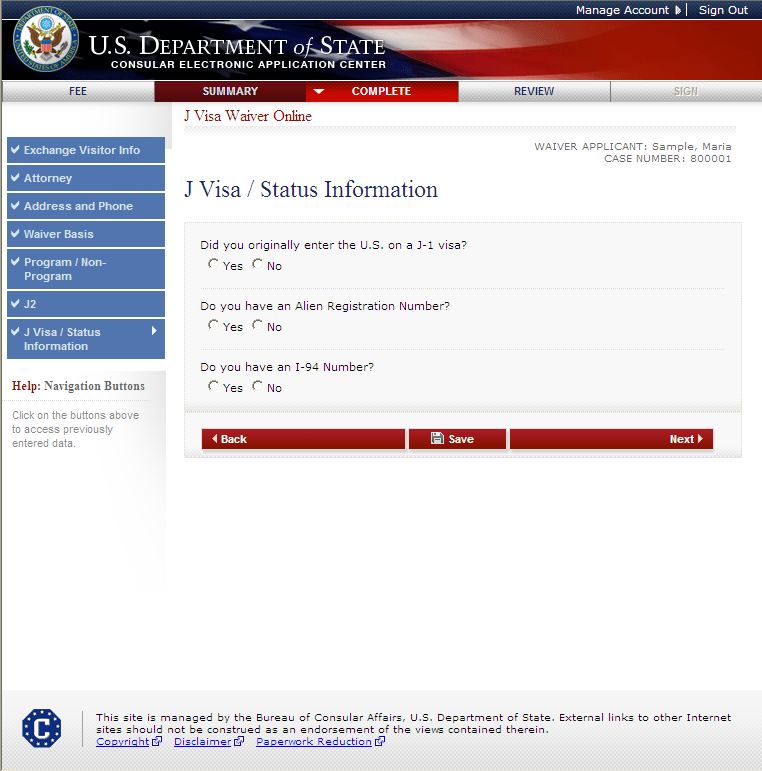 Manage Account
Sign Out
U.S. DEPARTMENT of STATE
CONSULAR ELECTRONIC APPLICATION CENTER
FEE
SUMMARY
COMPLETE
REVIEW
SIGN
J Visa Waiver Online
WAIVER APPLICANT: Sample, Maria
CASE NUMBER: 800001
Exchange Visitor Info
Attorney
Address and Phone
Waiver Basis
Program / Non-
Program
J2
J Visa / Status
Information
Help: Navigation Buttons
Click on the buttons above
to access previously
entered data.
J Visa / Status Information
Did you originally enter the U.S. on a J-1 visa?
Yes No
Do you have an Alien Registration Number?
Yes No
Do you have an I-94 Number?
Yes No
Back
Save
Next
C
This site is managed by the Bureau of Consular Affairs, U.S. Department of State. External links to other Internet
sites should not be construed as an endorsement of the views contained therein.
Copyright Disclaimer Paperwork Reduction